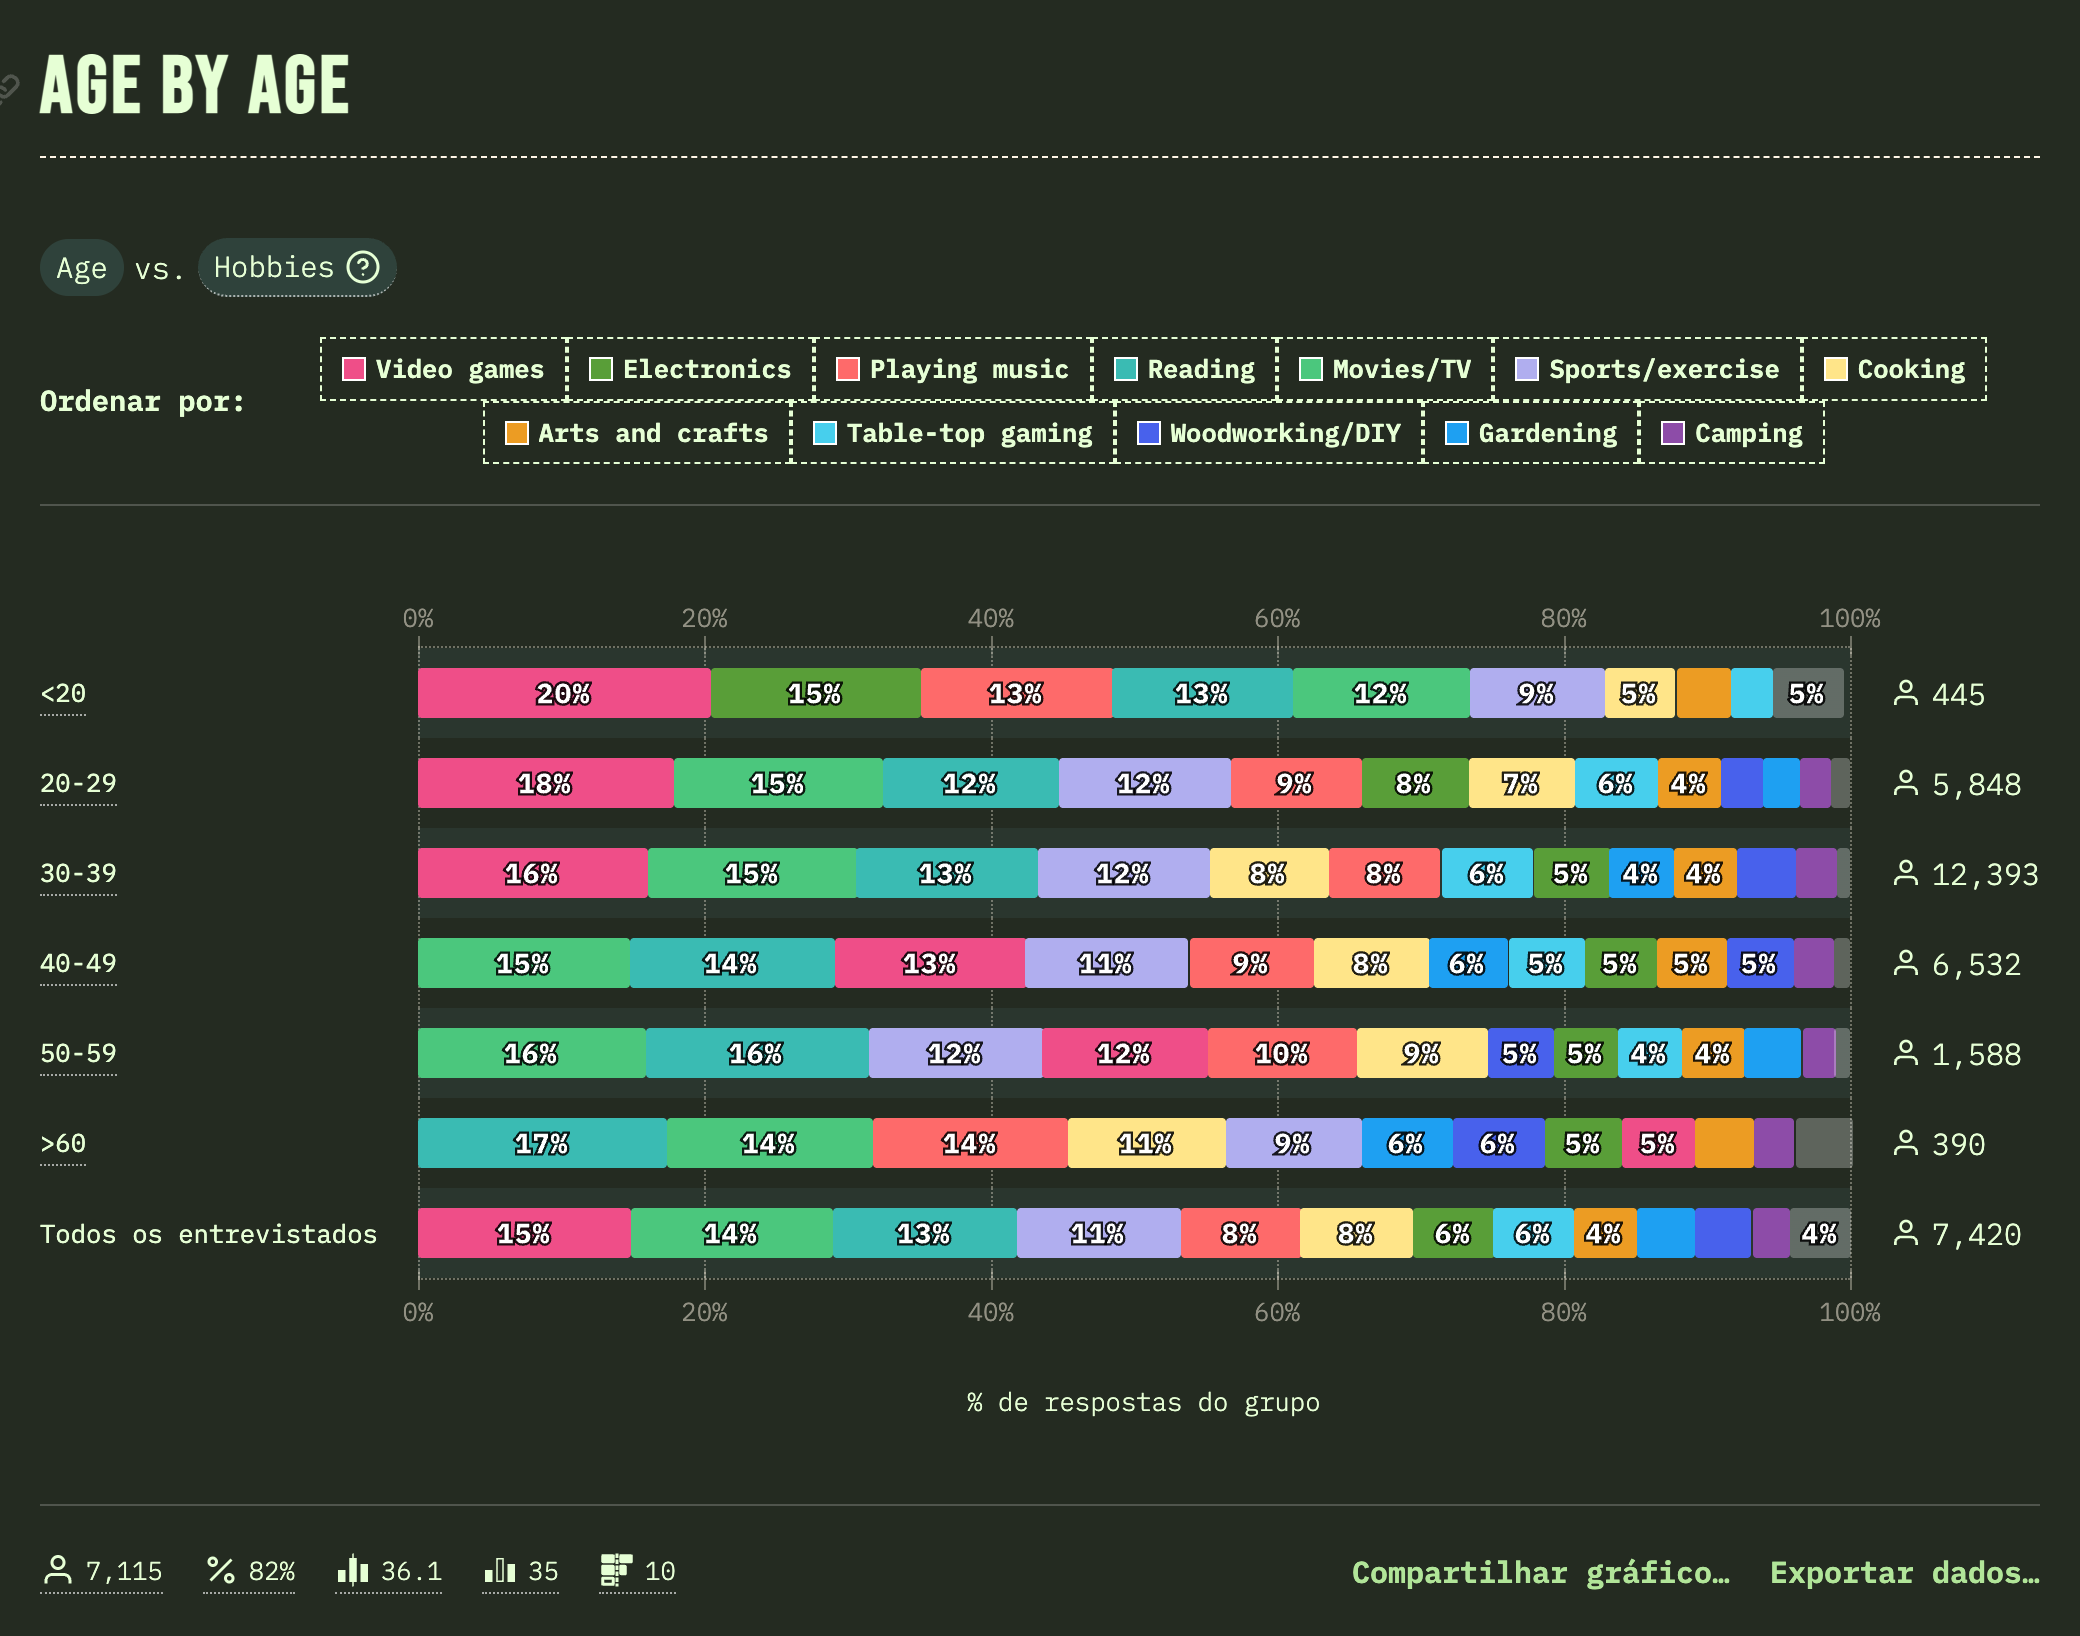 AGE BY AGE
Age vs. Hobbies ?
Ordenar por:
Video games Electronics Playing music Reading Movies/TV Sports/exercise Cooking
Arts and crafts Table-top gaming Woodworking/DIY Gardening Camping
0% 20% 40% 60% 80% 100%
<20 20% 15% 13% 13% 12% 9% 5% 5% 445
20-29 18% 15% 12% 12% 9% 8% 7% 6% 4% 5,848
30-39 16% 15% 13% 12% 8% 8% 6% 5% 4% 4% 12,393
40-49 15% 14% 13% 11% 9% 8% 6% 5% 5% 5% 5% 6,532
50-59 16% 16% 12% 12% 10% 9% 5% 5% 4% 4% 1,588
>60 17% 14% 14% 11% 9% 6% 6% 5% 5% 390
Todos os entrevistados 15% 14% 13% 11% 8% 8% 6% 6% 4% 4% 7,420
0% 20% 40% 60% 80% 100%
% de respostas do grupo
7,115 82% 36.1 35 10 Compartilhar gráfico… Exportar dados…